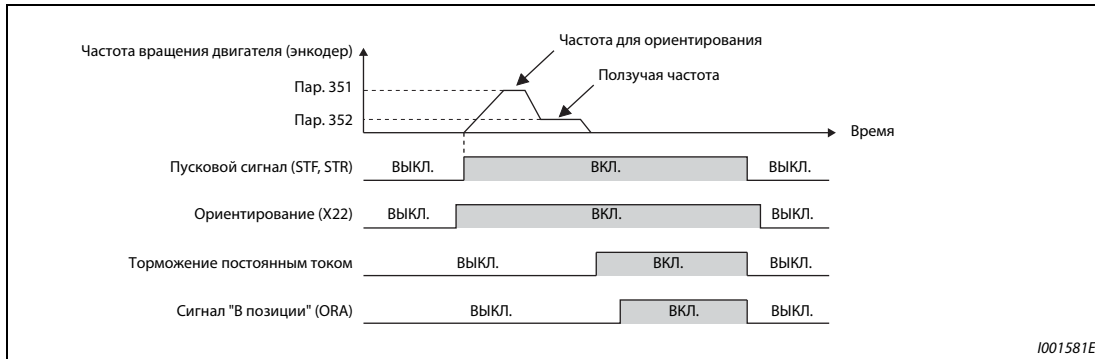 Частота вращения двигателя (энкодер)
Частота для ориентирования
Ползучая частота
Пар. 351
Пар. 352
Время
Пусковой сигнал (STF, STR) ВЫКЛ. ВКЛ. ВЫКЛ.
Ориентирование (X22) ВЫКЛ. ВКЛ. ВЫКЛ.
Торможение постоянным током ВЫКЛ. ВКЛ. ВЫКЛ.
Сигнал "В позиции" (ORA) ВЫКЛ. ВКЛ. ВЫКЛ.
I001581E